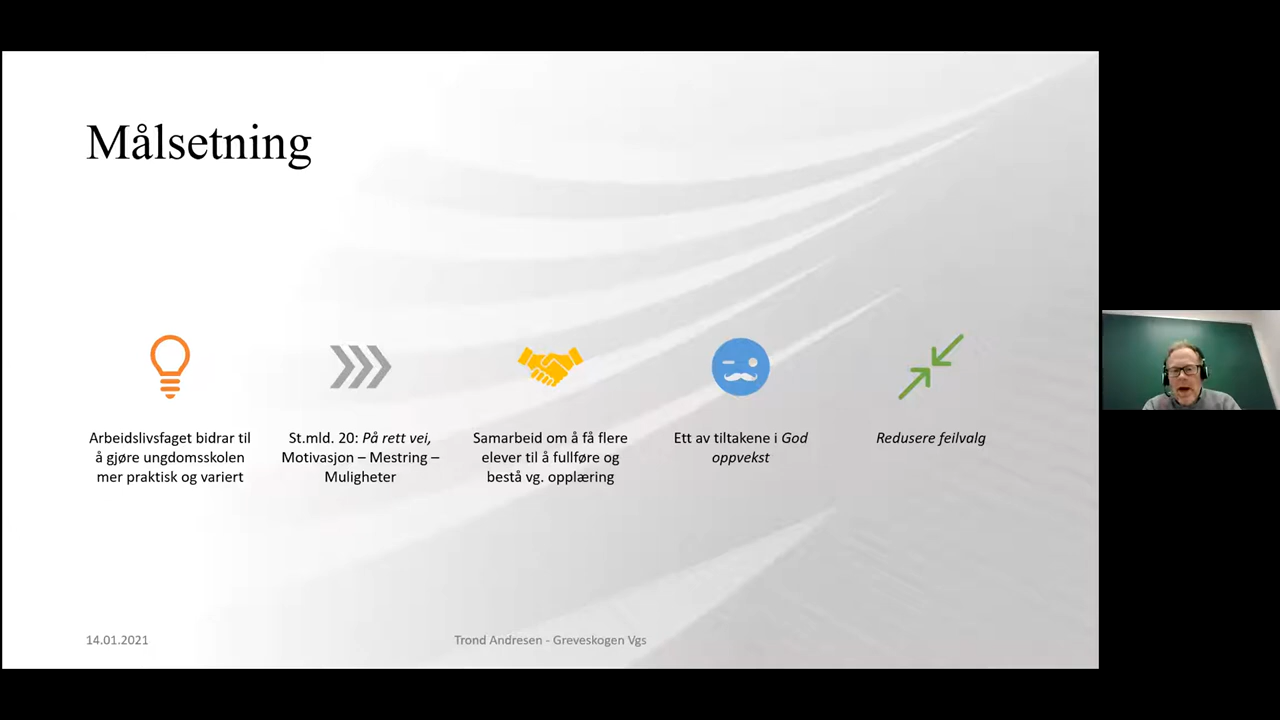 Målsetning
Arbeidslivsfaget bidrar til
å gjøre ungdomsskolen
mer praktisk og variert
St.mld. 20: På rett vei,
Motivasjon – Mestring –
Muligheter
Samarbeid om å få flere
elever til å fullføre og
bestå vg. opplæring
Ett av tiltakene i God
oppvekst
Redusere feilvalg
14.01.2021
Trond Andresen - Greveskogen Vgs